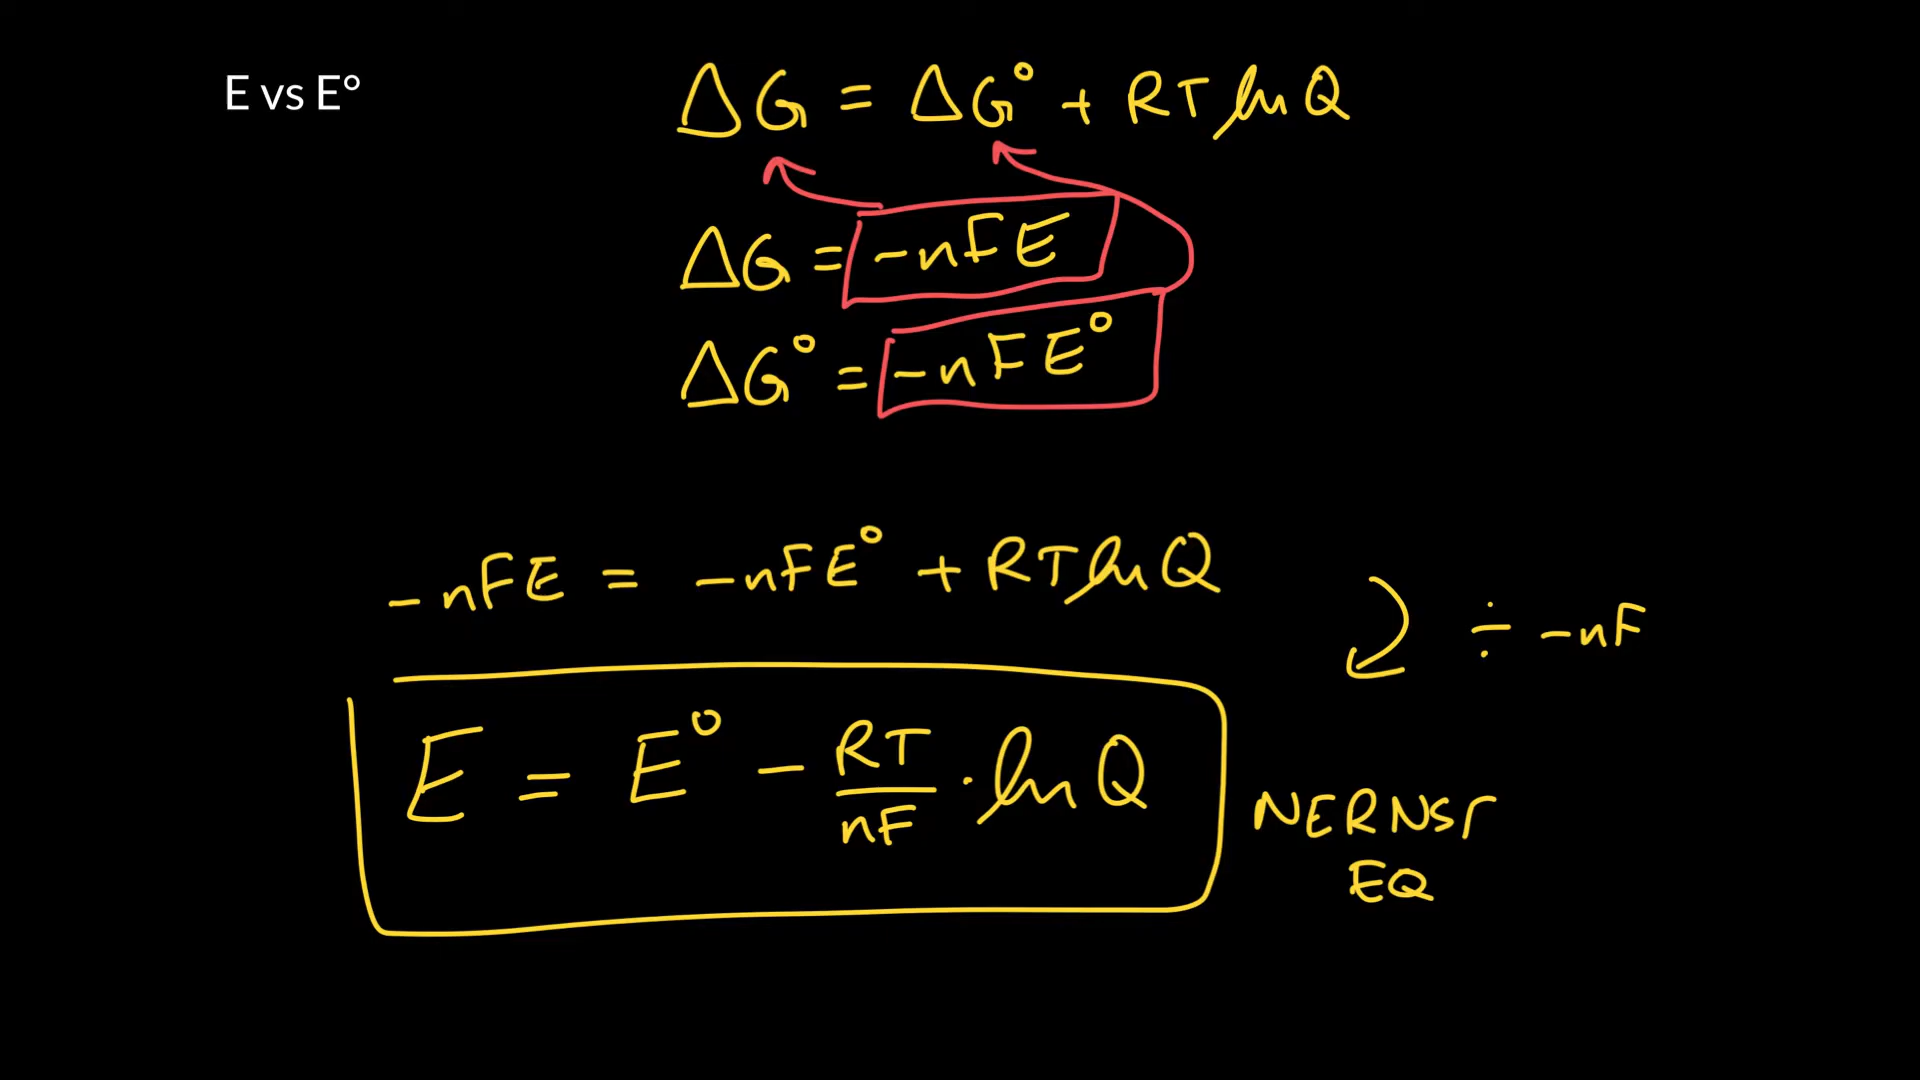 E vs E°
ΔG = ΔG° + RT ln Q
ΔG = -nFE
ΔG° = -nFE°
-nFE = -nFE° + RT ln Q
÷ -nF
E = E° - RT/nF · ln Q
NERNST
EQ